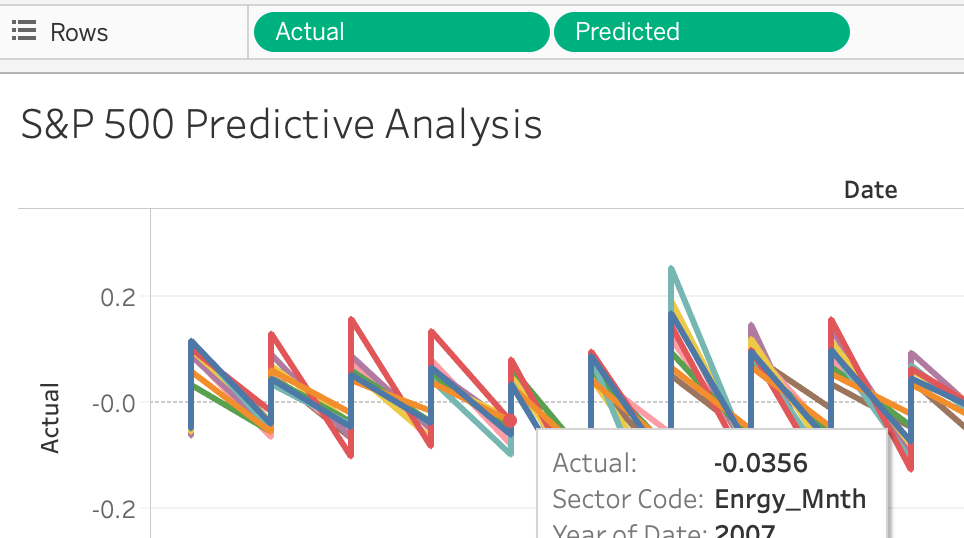 Rows Actual Predicted
S&P 500 Predictive Analysis
Date
0.2
-0.0
-0.2
Actual
Actual: -0.0356
Sector Code: Enrgy_Mnth
Year of Date: 2007